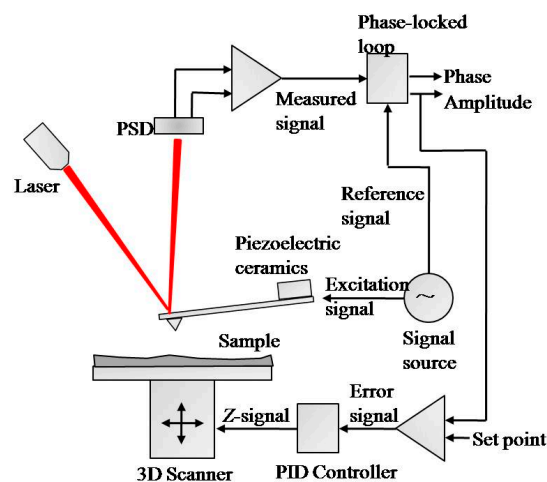 Phase-locked
loop
Phase
Amplitude
Measured
signal
PSD
Laser
Reference
signal
Piezoelectric
ceramics
Excitation
signal
~
Signal
source
Sample
Error
signal
Z-signal
Set point
3D Scanner
PID Controller